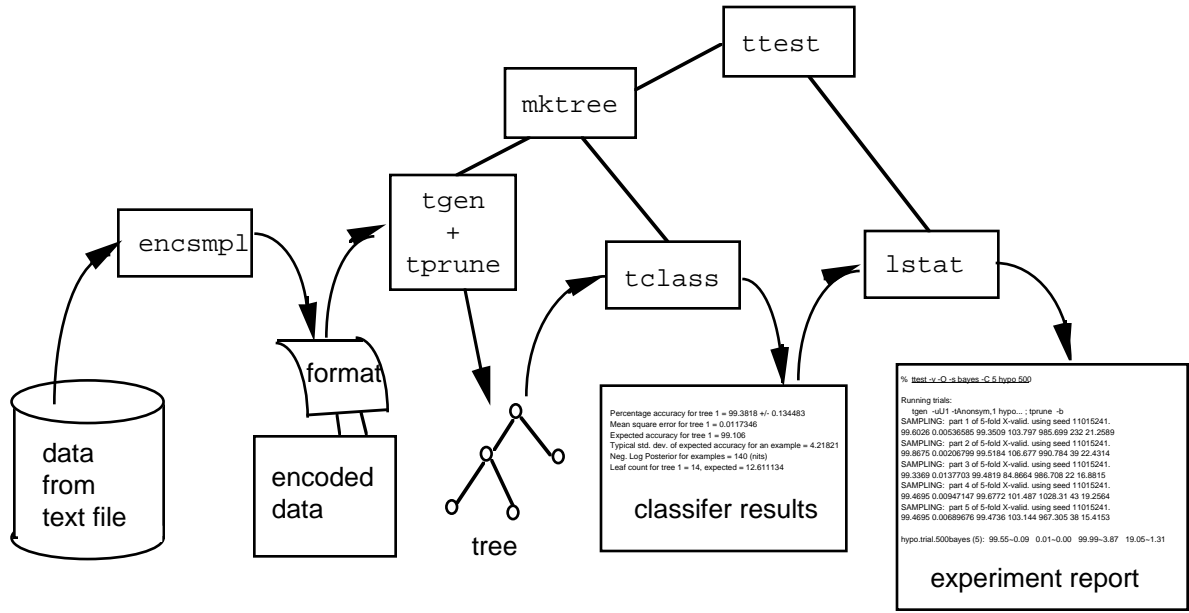 ttest
mktree
tgen
+
tprune
encsmpl
tclass
lstat
format
data
from
text file
encoded
data
tree
Percentage accuracy for tree 1 = 99.3818 +/- 0.134483
Mean square error for tree 1 = 0.0117346
Expected accuracy for tree 1 = 99.106
Typical std. dev. of expected accuracy for an example = 4.21821
Neg. Log Posterior for examples = 140 (nits)
Leaf count for tree 1 = 14, expected = 12.611134
classifer results
% ttest -v -O -s bayes -C 5 hypo 500
Running trials:
tgen -uU1 -tAnonsym,1 hypo... ; tprune -b
SAMPLING: part 1 of 5-fold X-valid. using seed 11015241.
99.6026 0.00536585 99.3509 103.797 985.699 232 21.2589
SAMPLING: part 2 of 5-fold X-valid. using seed 11015241.
99.8675 0.00206799 99.5184 106.677 990.784 39 22.4314
SAMPLING: part 3 of 5-fold X-valid. using seed 11015241.
99.3369 0.0137703 99.4819 84.8664 986.708 22 16.8815
SAMPLING: part 4 of 5-fold X-valid. using seed 11015241.
99.4695 0.00947147 99.6772 101.487 1028.31 43 19.2564
SAMPLING: part 5 of 5-fold X-valid. using seed 11015241.
99.4695 0.00689676 99.4736 103.144 967.305 38 15.4153
hypo.trial.500bayes (5): 99.55~0.09 0.01~0.00 99.99~3.87 19.05~1.31
experiment report